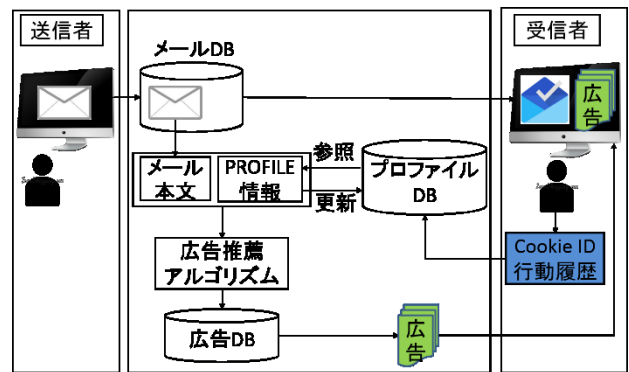 送信者
メールDB
受信者
広
告
メール
本文
PROFILE
情報
参照
更新
プロファイル
DB
広告推薦
アルゴリズム
Cookie ID
行動履歴
広告DB
広
告